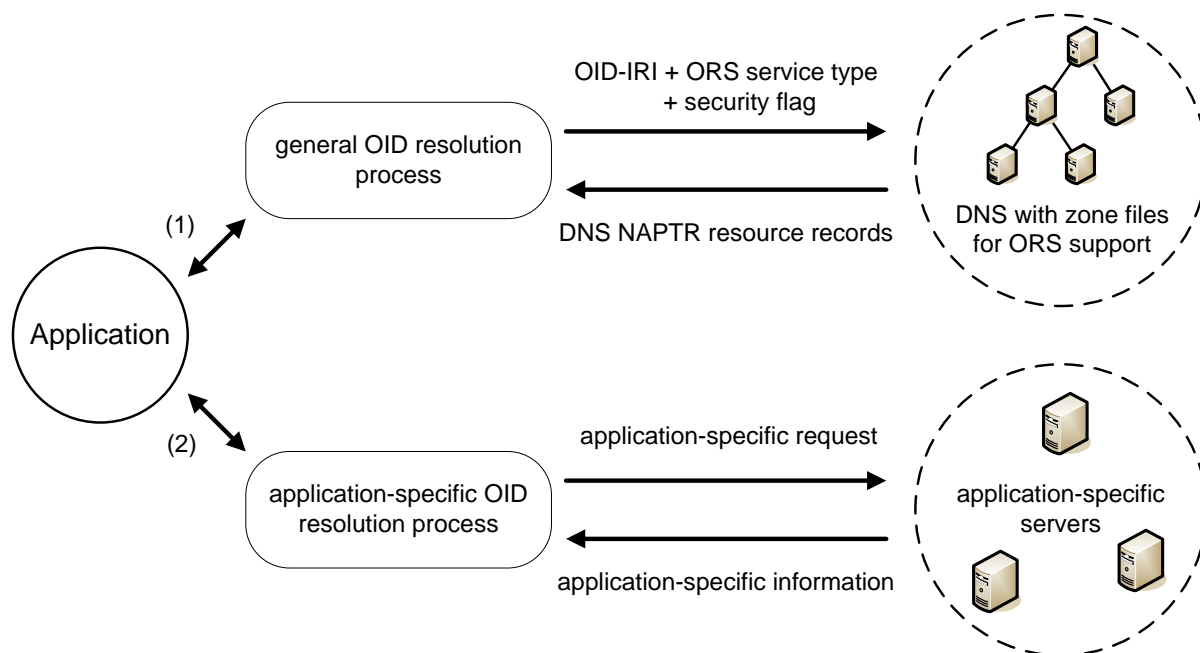 OID-IRI + ORS service type
+ security flag
general OID resolution
process
DNS NAPTR resource records
DNS with zone files
for ORS support
(1)
Application
(2)
application-specific request
application-specific OID
resolution process
application-specific
servers
application-specific information